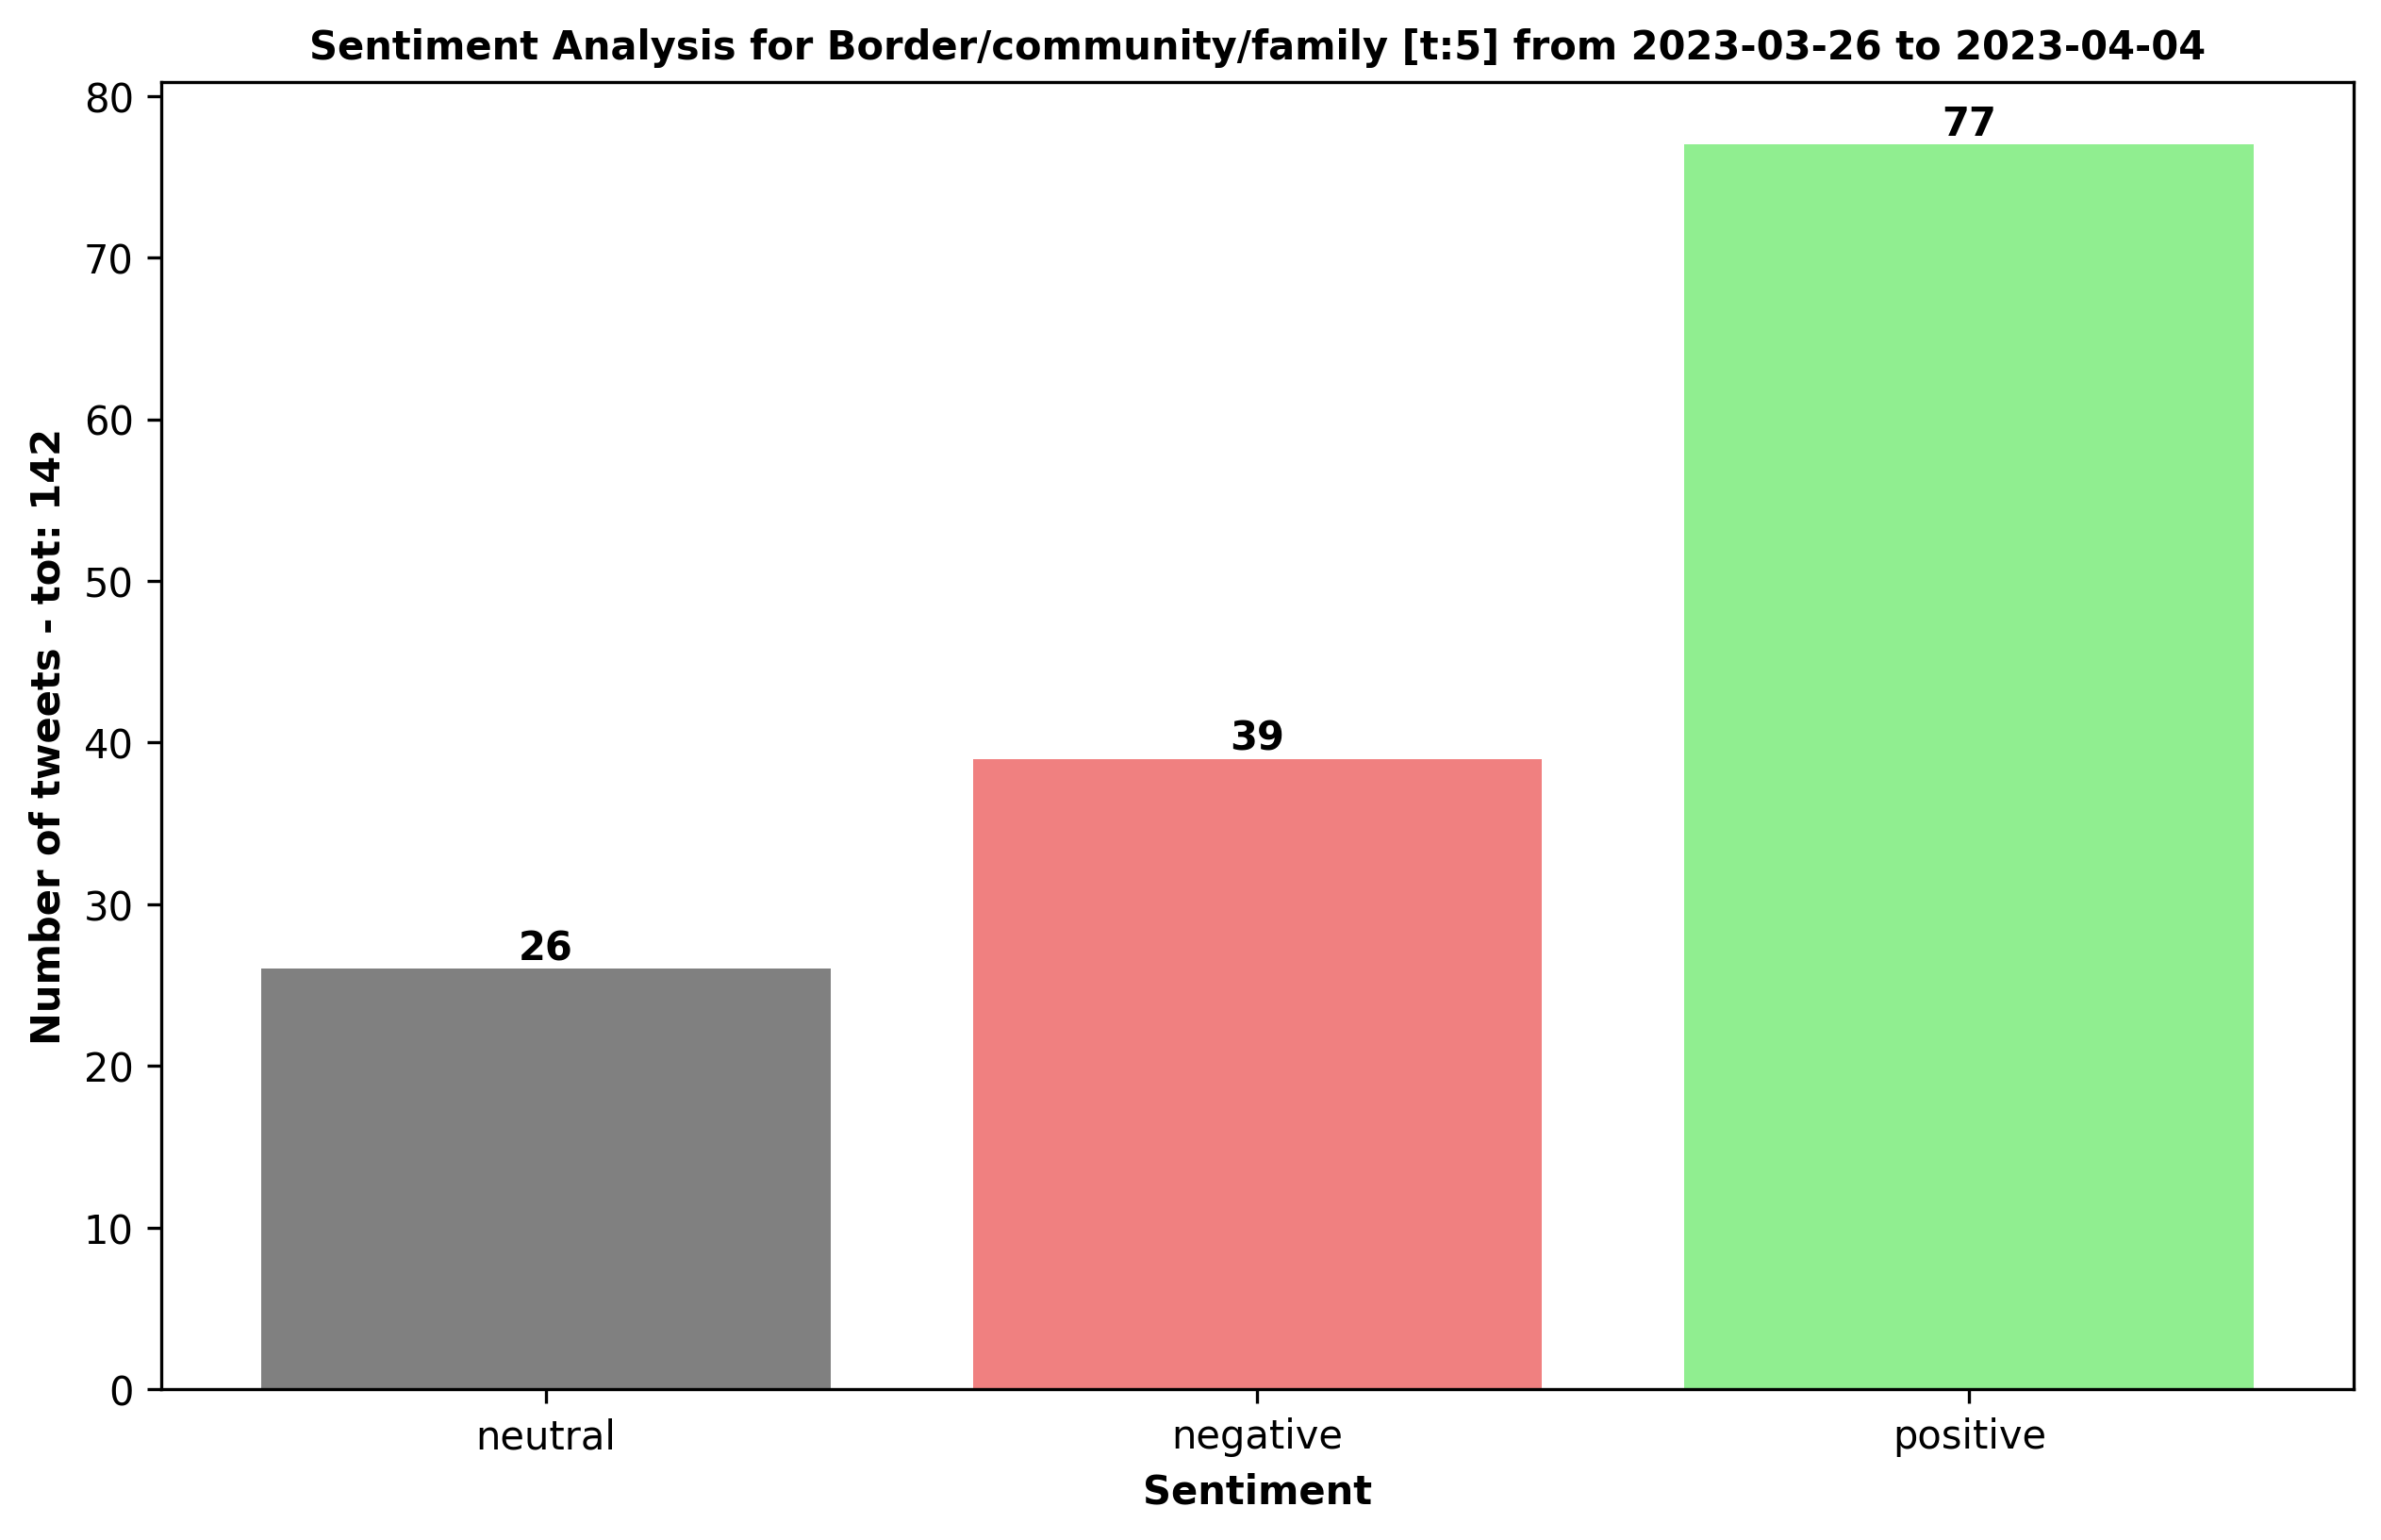 Sentiment Analysis for Border/community/family [t:5] from 2023-03-26 to 2023-04-04
Number of tweets - tot: 142
80
70
60
50
40
30
20
10
0
26
39
77
neutral
negative
positive
Sentiment